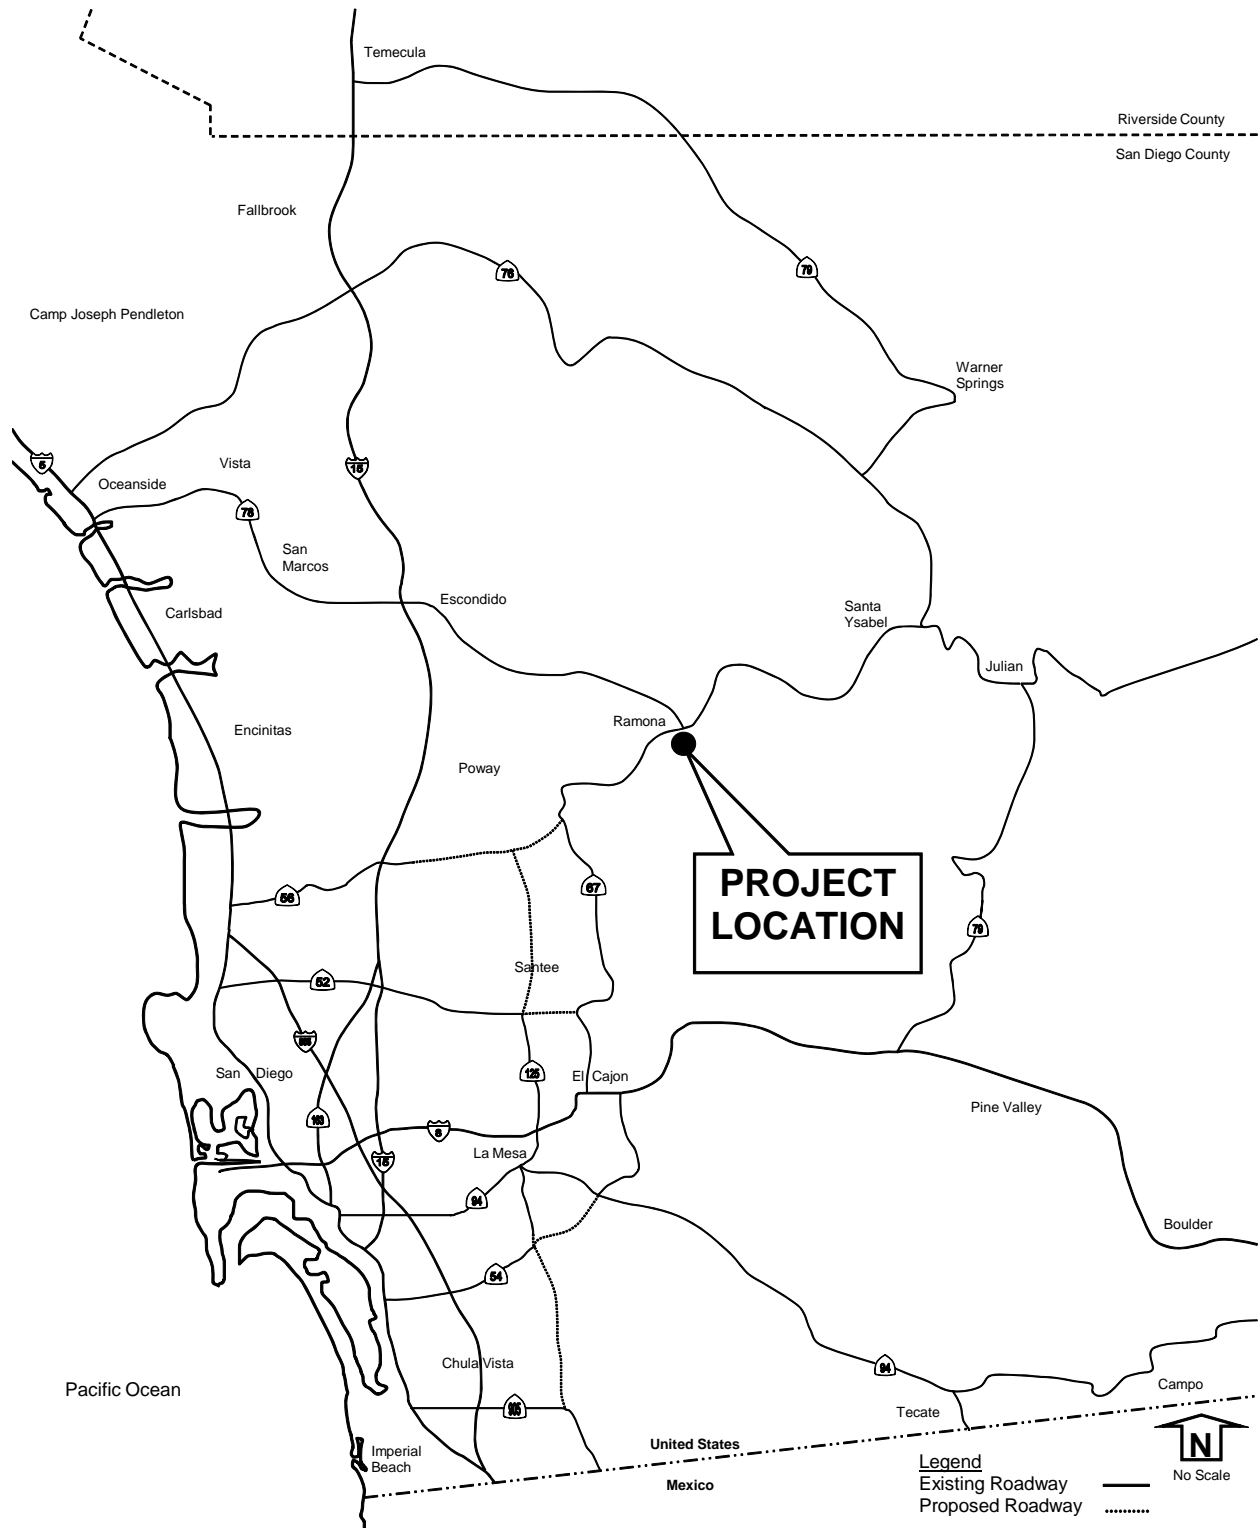 Temecula
Riverside County
San Diego County
Fallbrook
76
79
Camp Joseph Pendleton
Warner
Springs
5
Vista
15
Oceanside
78
San
Marcos
Escondido
Santa
Ysabel
Carlsbad
Julian
Ramona
Encinitas
Poway
PROJECT
LOCATION
56
67
79
Santee
52
805
San Diego
125
El Cajon
Pine Valley
163
8
La Mesa
15
94
Boulder
54
Chula Vista
94
Pacific Ocean
Campo
905
Tecate
United States
Mexico
Imperial
Beach
N
No Scale
Legend
Existing Roadway
Proposed Roadway